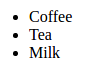 • Coffee
• Tea
• Milk